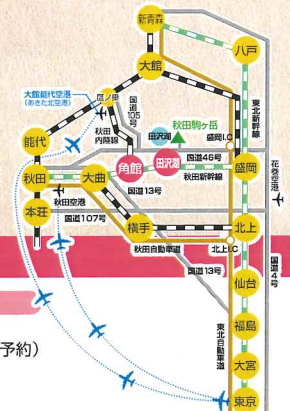 新青森
八戸
大館
大館能代空港
(あきた北空港)
鷹ノ巣
国道105号
東北新幹線
秋田内陸線
秋田駒ヶ岳
田沢湖
盛岡I.C
能代
角館
田沢湖
国道46号
盛岡
花巻空港
秋田新幹線
秋田
大曲
国道13号
秋田空港
本荘
国道107号
横手
北上
秋田自動車道
北上I.C
国道13号
国道4号
仙台
予約）
東北自動車道
福島
大宮
東京